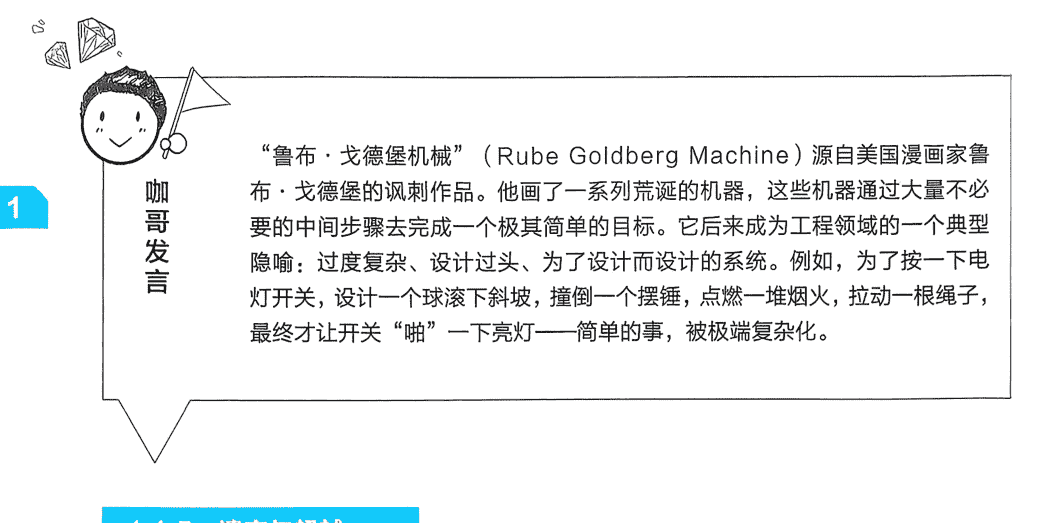 1
咖哥发言
“鲁布·戈德堡机械”（Rube Goldberg Machine）源自美国漫画家鲁
布·戈德堡的讽刺作品。他画了一系列荒诞的机器，这些机器通过大量不必
要的中间步骤去完成一个极其简单的目标。它后来成为工程领域的一个典型
隐喻：过度复杂、设计过头、为了设计而设计的系统。例如，为了按一下电
灯开关，设计一个球滚下斜坡，撞倒一个摆锤，点燃一堆烟火，拉动一根绳子，
最终才让开关“啪”一下亮灯——简单的事，被极端复杂化。